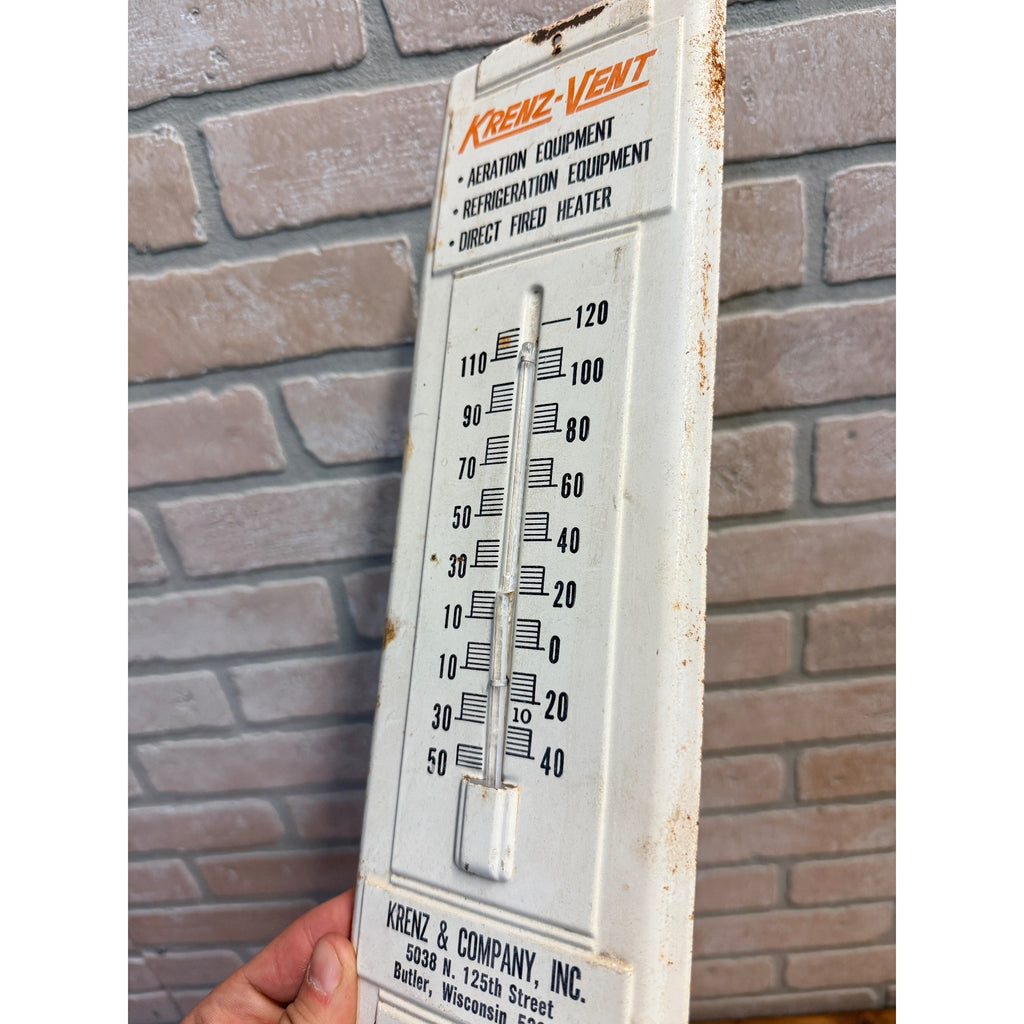 KRENZ-VENT
• AERATION EQUIPMENT
• REFRIGERATION EQUIPMENT
• DIRECT FIRED HEATER
120
110
100
90
80
70
60
50
40
30
20
10
0
10
20
30
10
40
50
KRENZ & COMPANY, INC.
5038 N. 125th Street
Butler, Wisconsin